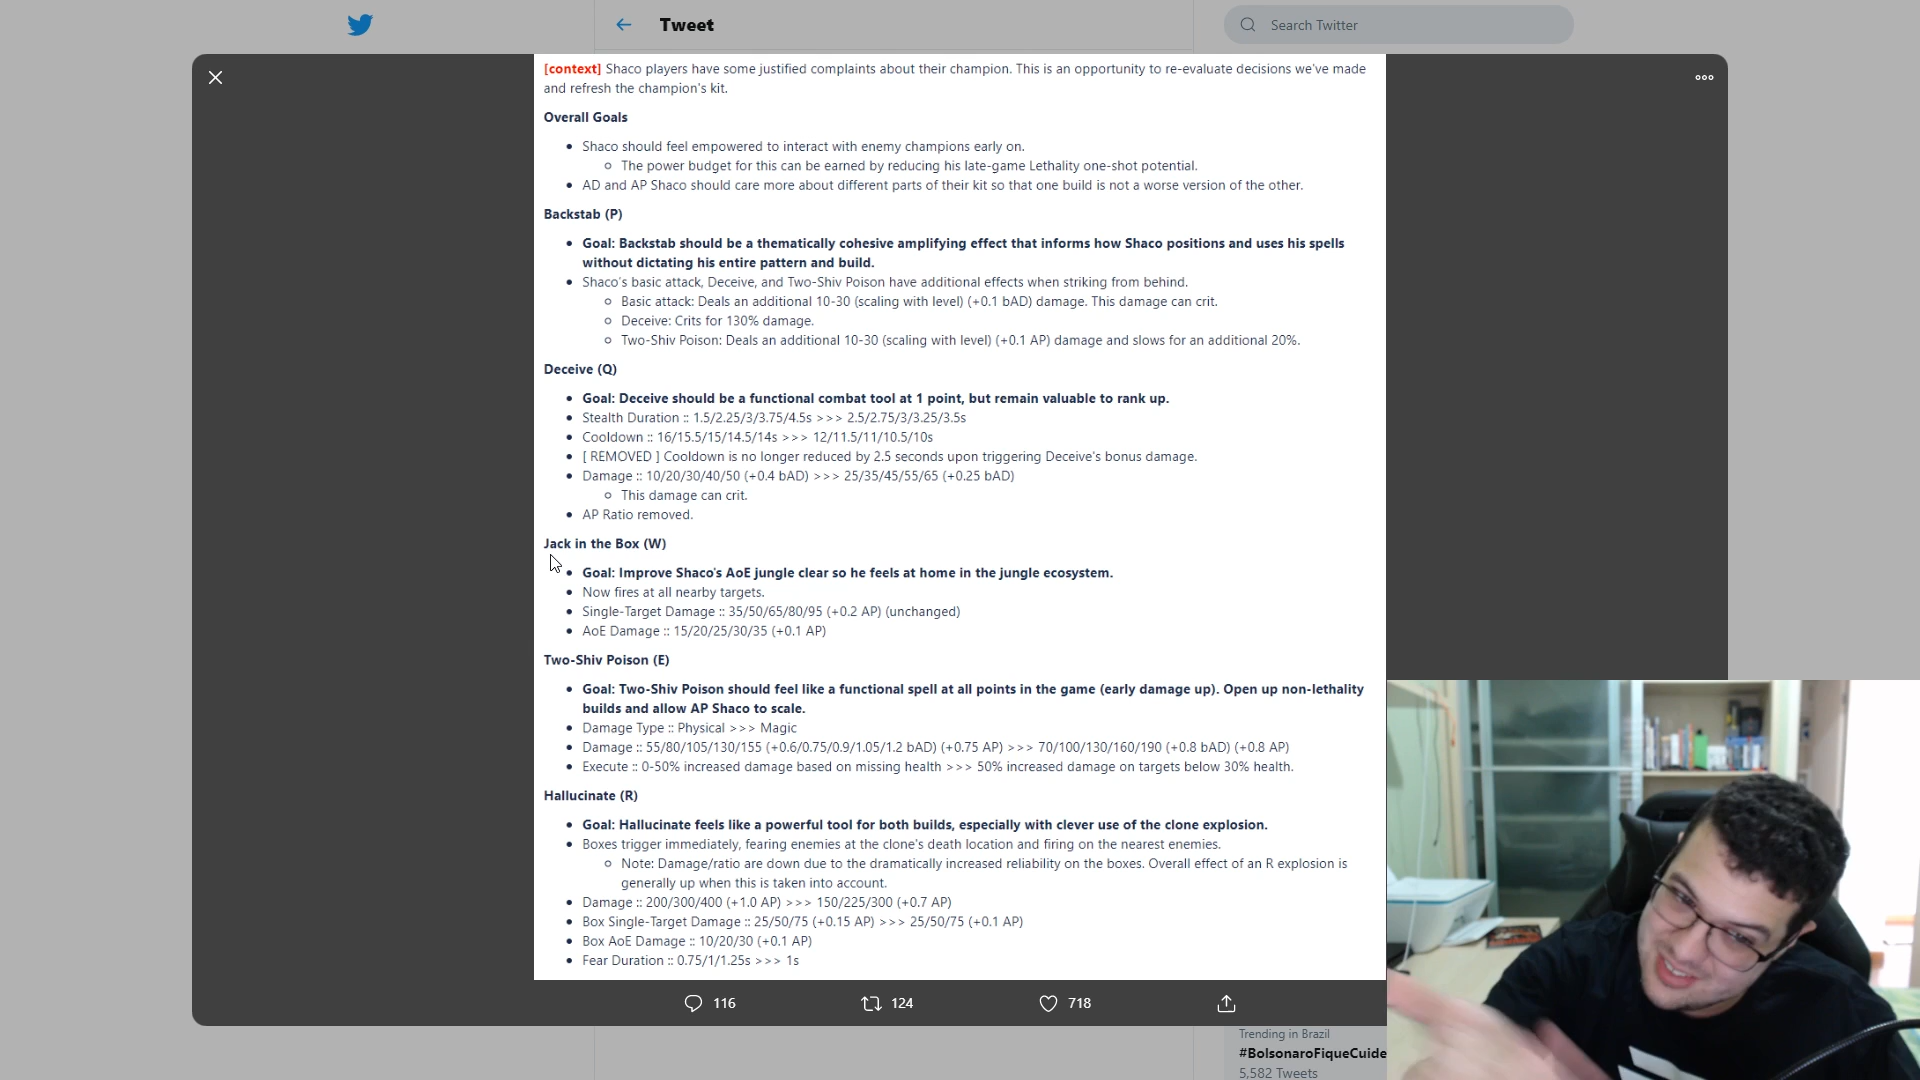 Tweet
Search Twitter
[context] Shaco players have some justified complaints about their champion. This is an opportunity to re-evaluate decisions we've made
and refresh the champion's kit.
Overall Goals
Shaco should feel empowered to interact with enemy champions early on.
The power budget for this can be earned by reducing his late-game Lethality one-shot potential.
AD and AP Shaco should care more about different parts of their kit so that one build is not a worse version of the other.
Backstab (P)
Goal: Backstab should be a thematically cohesive amplifying effect that informs how Shaco positions and uses his spells
without dictating his entire pattern and build.
Shaco's basic attack, Deceive, and Two-Shiv Poison have additional effects when striking from behind.
Basic attack: Deals an additional 10-30 (scaling with level) (+0.1 bAD) damage. This damage can crit.
Deceive: Crits for 130% damage.
Two-Shiv Poison: Deals an additional 10-30 (scaling with level) (+0.1 AP) damage and slows for an additional 20%.
Deceive (Q)
Goal: Deceive should be a functional combat tool at 1 point, but remain valuable to rank up.
Stealth Duration :: 1.5/2.25/3/3.75/4.5s >>> 2.5/2.75/3/3.25/3.5s
Cooldown :: 16/15.5/15/14.5/14s >>> 12/11.5/11/10.5/10s
[ REMOVED ] Cooldown is no longer reduced by 2.5 seconds upon triggering Deceive's bonus damage.
Damage :: 10/20/30/40/50 (+0.4 bAD) >>> 25/35/45/55/65 (+0.25 bAD)
This damage can crit.
AP Ratio removed.
Jack in the Box (W)
Goal: Improve Shaco's AoE jungle clear so he feels at home in the jungle ecosystem.
Now fires at all nearby targets.
Single-Target Damage :: 35/50/65/80/95 (+0.2 AP) (unchanged)
AoE Damage :: 15/20/25/30/35 (+0.1 AP)
Two-Shiv Poison (E)
Goal: Two-Shiv Poison should feel like a functional spell at all points in the game (early damage up). Open up non-lethality
builds and allow AP Shaco to scale.
Damage Type :: Physical >>> Magic
Damage :: 55/80/105/130/155 (+0.6/0.75/0.9/1.05/1.2 bAD) (+0.75 AP) >>> 70/100/130/160/190 (+0.8 bAD) (+0.8 AP)
Execute :: 0-50% increased damage based on missing health >>> 50% increased damage on targets below 30% health.
Hallucinate (R)
Goal: Hallucinate feels like a powerful tool for both builds, especially with clever use of the clone explosion.
Boxes trigger immediately, fearing enemies at the clone's death location and firing on the nearest enemies.
Note: Damage/ratio are down due to the dramatically increased reliability on the boxes. Overall effect of an R explosion is
generally up when this is taken into account.
Damage :: 200/300/400 (+1.0 AP) >>> 150/225/300 (+0.7 AP)
Box Single-Target Damage :: 25/50/75 (+0.15 AP) >>> 25/50/75 (+0.1 AP)
Box AoE Damage :: 10/20/30 (+0.1 AP)
Fear Duration :: 0.75/1/1.25s >>> 1s
116
124
718
Trending in Brazil
#BolsonaroFiqueCuide
5,582 Tweets